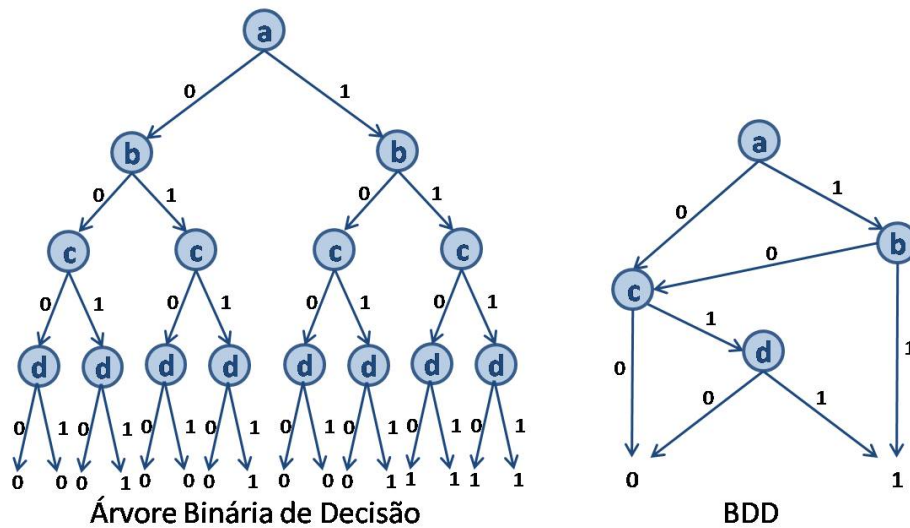 a
0 1
a
b b
0 1
0 1 0 1
b
0
c c c c
c
0 1 0 1 0 1 0 1
1
d d d d d d d d
d
0
1
0 1
0 1 0 1 0 1 0 1 0 1 0 1 0 1 0 1
0 0 0 1 0 0 0 1 0 0 0 1 1 1 1 1
0 1
Árvore Binária de Decisão
BDD